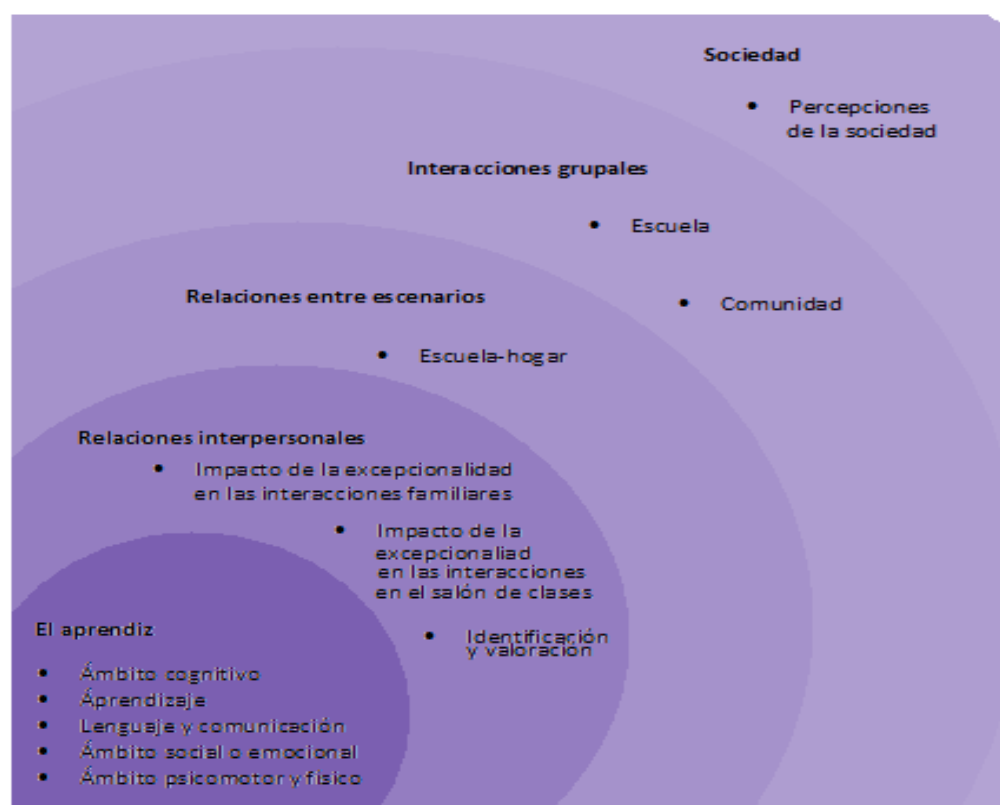 Sociedad
• Percepciones
de la sociedad
Interacciones grupales
• Escuela
Relaciones entre escenarios
• Comunidad
• Escuela-hogar
Relaciones interpersonales
• Impacto de la excepcionalidad
en las interacciones familiares
• Impacto de la
excepcionaliad
en las interacciones
en el salón de clases
El aprendiz
• Identificación
y valoración
• Ámbito cognitivo
• Áprendizaje
• Lenguaje y comunicación
• Ámbito social o emocional
• Ámbito psicomotor y físico